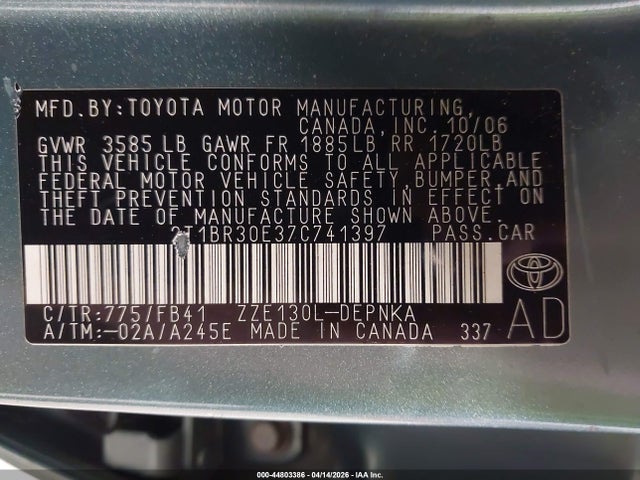 MFD.BY:TOYOTA MOTOR MANUFACTURING,
CANADA,INC. 10/06
GVWR 3585LB GAWR FR 1885LB RR 1720LB
THIS VEHICLE CONFORMS TO ALL APPLICABLE
FEDERAL MOTOR VEHICLE SAFETY,BUMPER,AND
THEFT PREVENTION STANDARDS IN EFFECT ON
THE DATE OF MANUFACTURE SHOWN ABOVE.
2T1BR30E37C741397 PASS.CAR
C/TR:775/FB41 ZZE130L-DEPNKA
A/TM:-02A/A245E MADE IN CANADA 337 AD
000-44803386 - 04/14/2026 - IAA Inc.